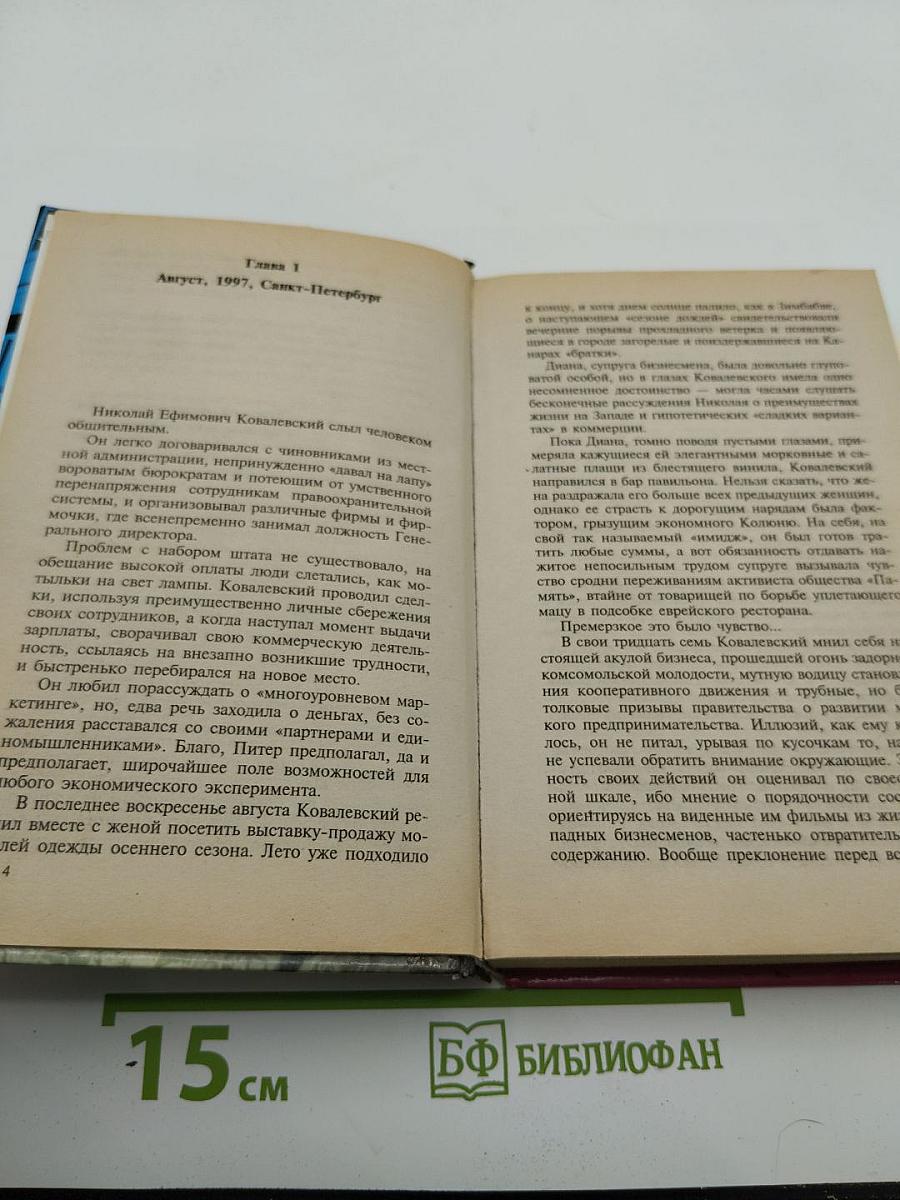 Глава 1
Август, 1997, Санкт-Петербург
Николай Ефимович Ковалевский слыл человеком
общительным.
Он легко договаривался с чиновниками из мест-
ной администрации, непринужденно «давал на лапу»
вороватым бюрократам и потеющим от умственного
перенапряжения сотрудникам правоохранительной
системы, и организовывал различные фирмы и фир-
мочки, где всенепременно занимал должность Гене-
рального директора.
Проблем с набором штата не существовало, на
обещание высокой оплаты люди слетались, как мо-
тыльки на свет лампы. Ковалевский проводил сдел-
ки, используя преимущественно личные сбережения
своих сотрудников, а когда наступал момент выдачи
зарплаты, сворачивал свою коммерческую деятель-
ность, ссылаясь на внезапно возникшие трудности,
и быстренько перебирался на новое место.
Он любил порассуждать о «многоуровневом мар-
кетинге», но, едва речь заходила о деньгах, без со-
жаления расставался со своими «партнерами и еди-
номышленниками». Благо, Питер предполагал, да и
предполагает, широчайшее поле возможностей для
любого экономического эксперимента.
В последнее воскресенье августа Ковалевский ре-
ил вместе с женой посетить выставку-продажу мо-
лей одежды осеннего сезона. Лето уже подходило
4
к концу, и хотя днем солнце палило, как в Зимбабве,
о наступающем «сезоне дождей» свидетельствовали
вечерние порывы прохладного ветерка и появляю-
щиеся в городе загорелые и поиздержавшиеся на Ка-
нарах «братки».
Диана, супруга бизнесмена, была довольно глупо-
ватой особой, но в глазах Ковалевского имела одно
несомненное достоинство — могла часами слушать
бесконечные рассуждения Николая о преимуществах
жизни на Западе и гипотетических «сладких вариан-
тах» в коммерции.
Пока Диана, томно поводя пустыми глазами, при-
меряла кажущиеся ей элегантными морковные и са-
латные плащи из блестящего винила, Ковалевский
направился в бар павильона. Нельзя сказать, что же-
на раздражала его больше всех предыдущих женщин,
однако ее страсть к дорогущим нарядам была фак-
тором, грызущим экономного Колюню. На себя, на
свой так называемый «имидж», он был готов тра-
тить любые суммы, а вот обязанность отдавать на-
житое непосильным трудом супруге вызывала чув-
ство сродни переживаниям активиста общества «Па-
мять», втайне от товарищей по борьбе уплетающего
мацу в подсобке еврейского ресторана.
Премерзкое это было чувство...
В свои тридцать семь Ковалевский мнил себя на
стоящей акулой бизнеса, прошедшей огонь задорн
комсомольской молодости, мутную водицу станов
ния кооперативного движения и трубные, но б
толковые призывы правительства о развитии м
кого предпринимательства. Иллюзий, как ему к
лось, он не питал, урывая по кусочкам то, на
не успевали обратить внимание окружающие. З
ность своих действий он оценивал по свое
ной шкале, ибо мнение о порядочности сос
ориентируясь на виденные им фильмы из жиз
падных бизнесменов, частенько отвратитель
содержанию. Вообще преклонение перед вс
15 см
БФ БИБЛИОФАН